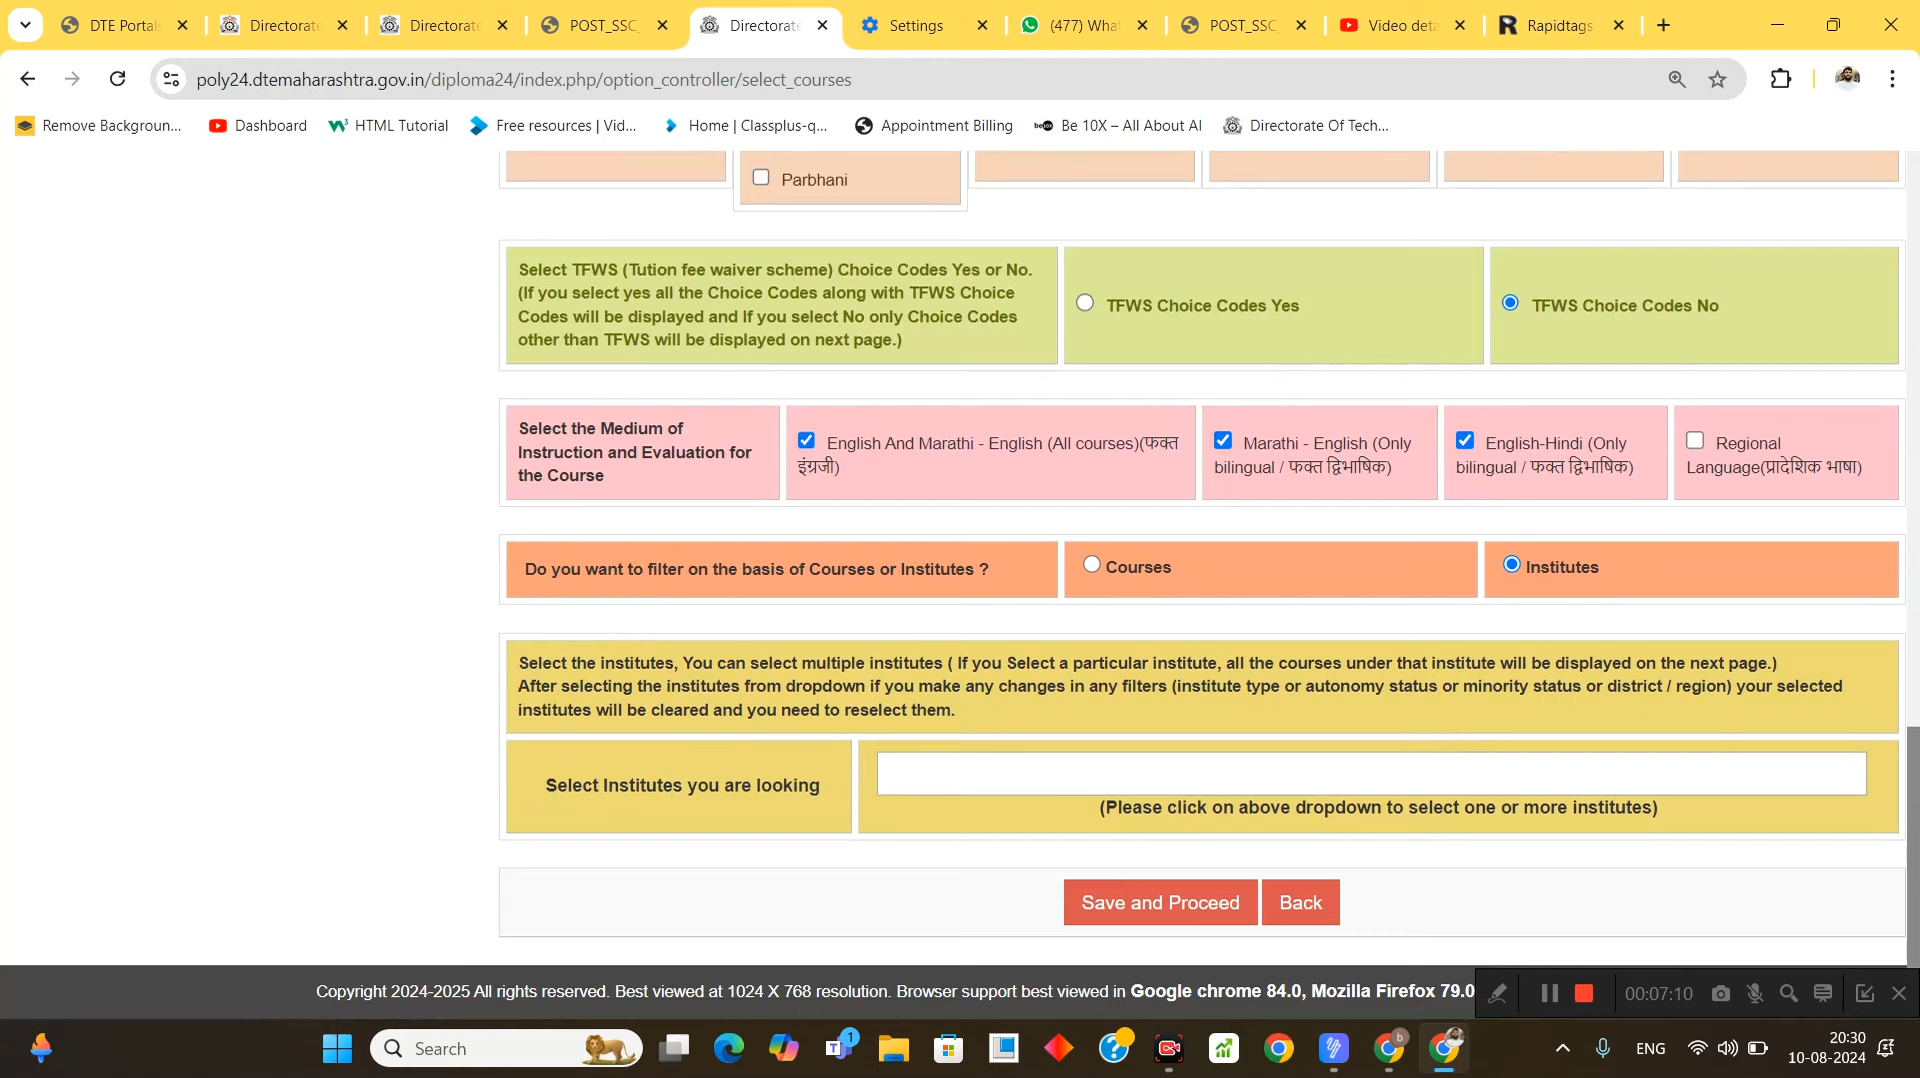 DTE Portal
Directorate
Directorate
POST_SSC_
Directorate
Settings
(477) What
POST_SSC_
Video deta
Rapidtags
poly24.dtemaharashtra.gov.in/diploma24/index.php/option_controller/select_courses
Remove Backgroun...
Dashboard
HTML Tutorial
Free resources | Vid...
Home | Classplus-q...
Appointment Billing
Be 10X – All About AI
Directorate Of Tech...
Parbhani
Select TFWS (Tution fee waiver scheme) Choice Codes Yes or No.
(If you select yes all the Choice Codes along with TFWS Choice
Codes will be displayed and If you select No only Choice Codes
other than TFWS will be displayed on next page.)
TFWS Choice Codes Yes
TFWS Choice Codes No
Select the Medium of
Instruction and Evaluation for
the Course
English And Marathi - English (All courses)(फक्त
इंग्रजी)
Marathi - English (Only
bilingual / फक्त द्विभाषिक)
English-Hindi (Only
bilingual / फक्त द्विभाषिक)
Regional
Language(प्रादेशिक भाषा)
Do you want to filter on the basis of Courses or Institutes ?
Courses
Institutes
Select the institutes, You can select multiple institutes ( If you Select a particular institute, all the courses under that institute will be displayed on the next page.)
After selecting the institutes from dropdown if you make any changes in any filters (institute type or autonomy status or minority status or district / region) your selected
institutes will be cleared and you need to reselect them.
Select Institutes you are looking
(Please click on above dropdown to select one or more institutes)
Save and Proceed
Back
Copyright 2024-2025 All rights reserved. Best viewed at 1024 X 768 resolution. Browser support best viewed in Google chrome 84.0, Mozilla Firefox 79.0
00:07:10
Search
1
ENG
20:30
10-08-2024